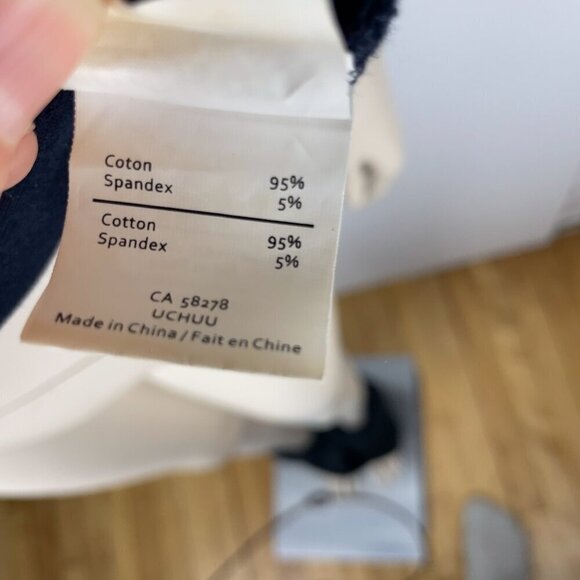 Coton 95%
Spandex 5%
Cotton 95%
Spandex 5%
CA 58278
UCHUU
Made in China / Fait en Chine